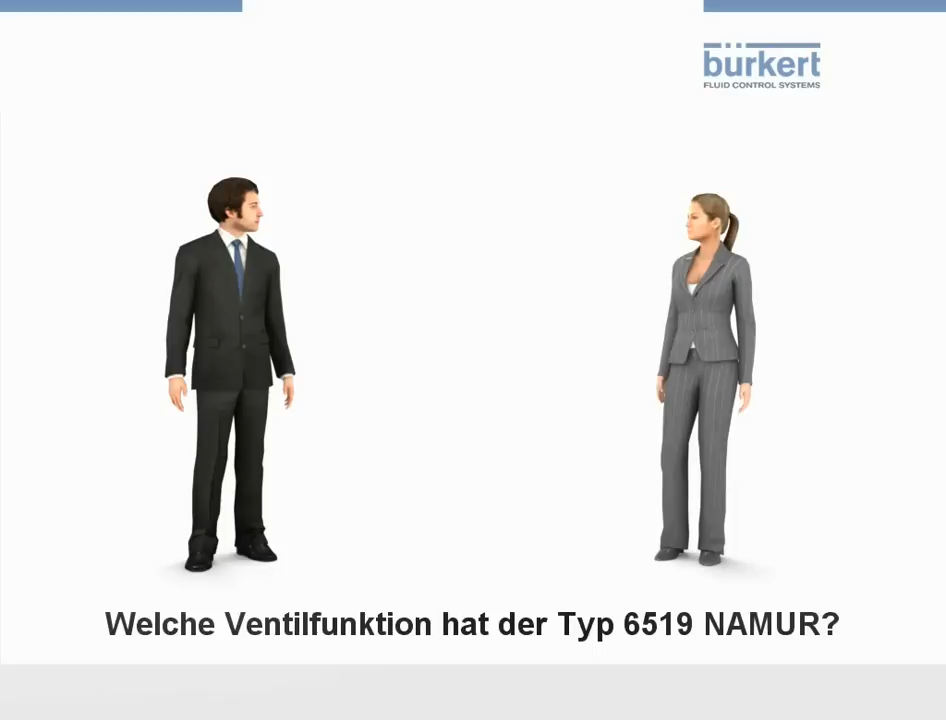 bürkert
FLUID CONTROL SYSTEMS
Welche Ventilfunktion hat der Typ 6519 NAMUR?